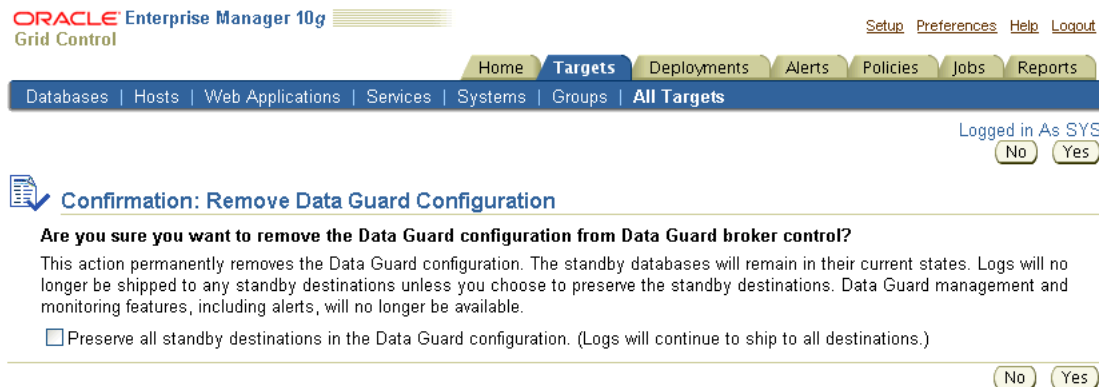 ORACLE Enterprise Manager 10g
Grid Control
Setup Preferences Help Logout
Home Targets Deployments Alerts Policies Jobs Reports
Databases | Hosts | Web Applications | Services | Systems | Groups | All Targets
Logged in As SYS
No Yes
Confirmation: Remove Data Guard Configuration
Are you sure you want to remove the Data Guard configuration from Data Guard broker control?
This action permanently removes the Data Guard configuration. The standby databases will remain in their current states. Logs will no
longer be shipped to any standby destinations unless you choose to preserve the standby destinations. Data Guard management and
monitoring features, including alerts, will no longer be available.
Preserve all standby destinations in the Data Guard configuration. (Logs will continue to ship to all destinations.)
No Yes